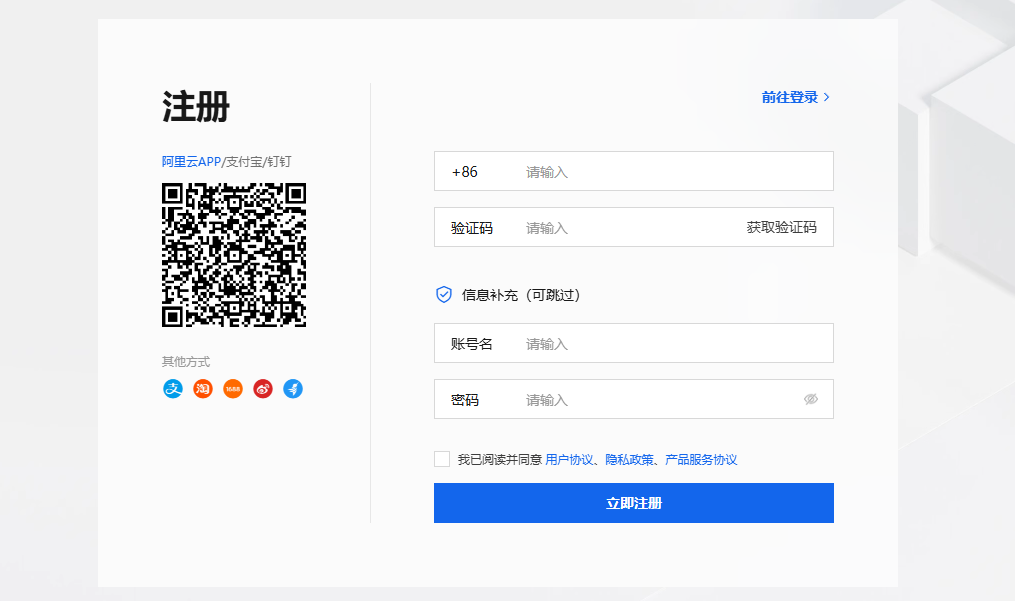 注册
前往登录 >
阿里云APP/支付宝/钉钉
+86 请输入
验证码 请输入 获取验证码
信息补充（可跳过）
账号名 请输入
其他方式
支 淘 1688
密码 请输入
我已阅读并同意 用户协议、隐私政策、产品服务协议
立即注册